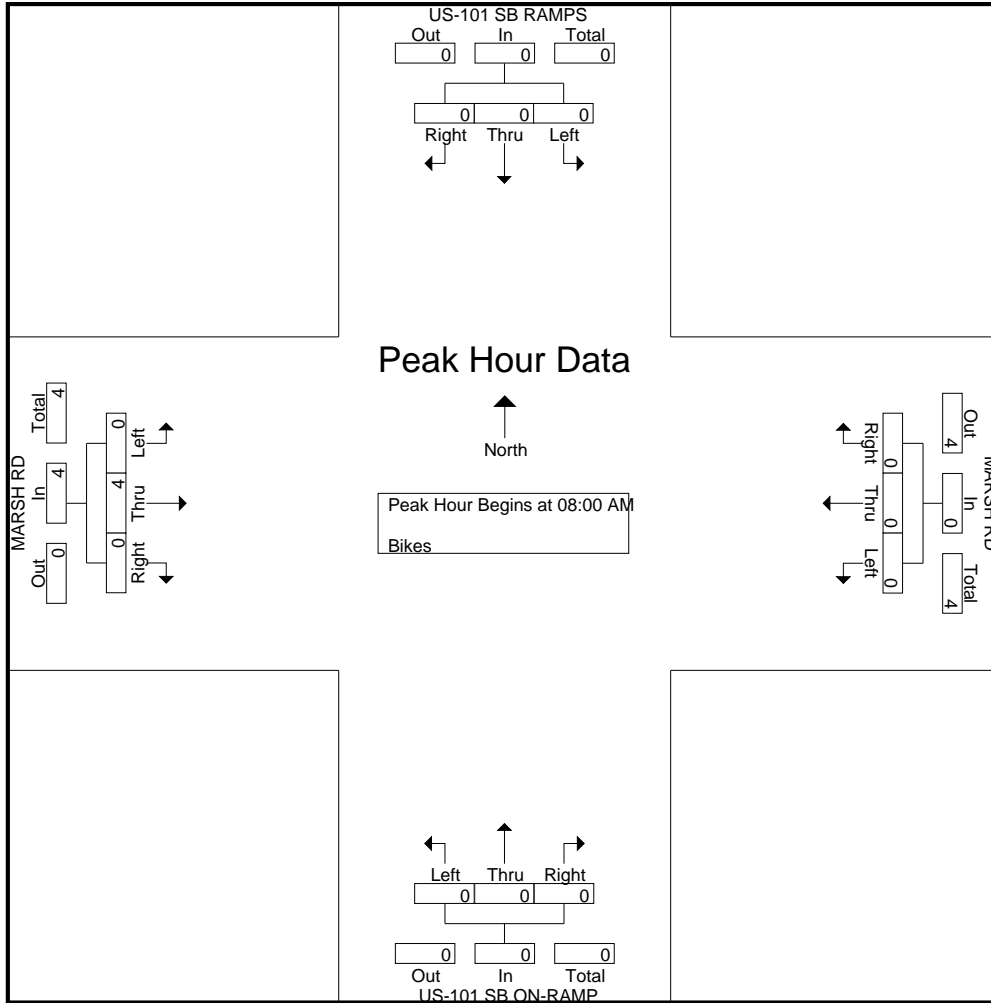 US-101 SB RAMPS
Out In Total
0 0 0
0 0 0
Right Thru Left
Peak Hour Data
North
Peak Hour Begins at 08:00 AM
Bikes
MARSH RD
Out In Total
0 4 4
Left Thru Right
0 4 0
MARSH RD
Out In Total
4 0 4
Right Thru Left
0 0 0
Left Thru Right
0 0 0
0 0 0
Out In Total
US-101 SB ON-RAMP